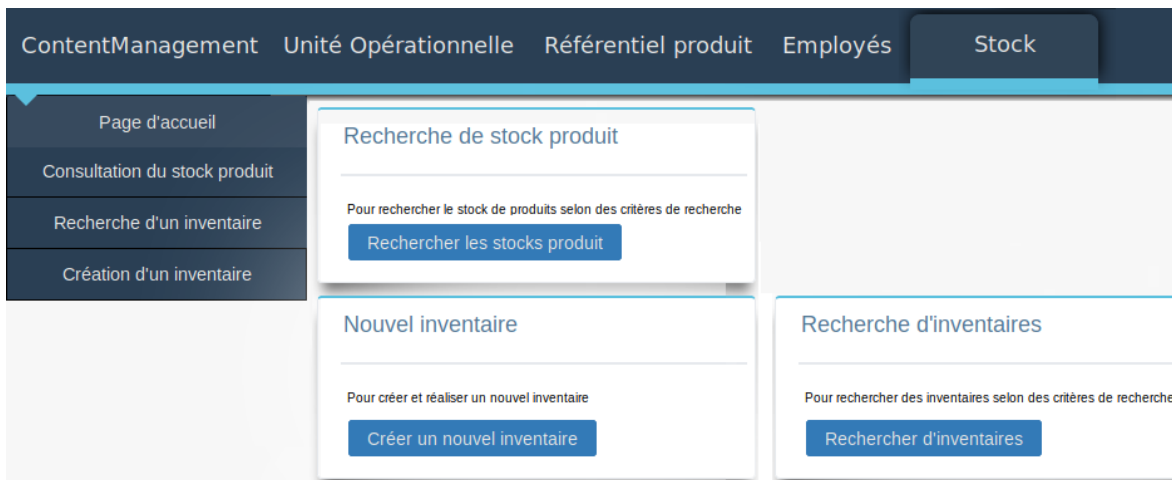 ContentManagement Unité Opérationnelle Référentiel produit Employés Stock
Page d'accueil
Consultation du stock produit
Recherche d'un inventaire
Création d'un inventaire
Recherche de stock produit
Pour rechercher le stock de produits selon des critères de recherche
Rechercher les stocks produit
Nouvel inventaire
Pour créer et réaliser un nouvel inventaire
Créer un nouvel inventaire
Recherche d'inventaires
Pour rechercher des inventaires selon des critères de recherche
Rechercher d'inventaires